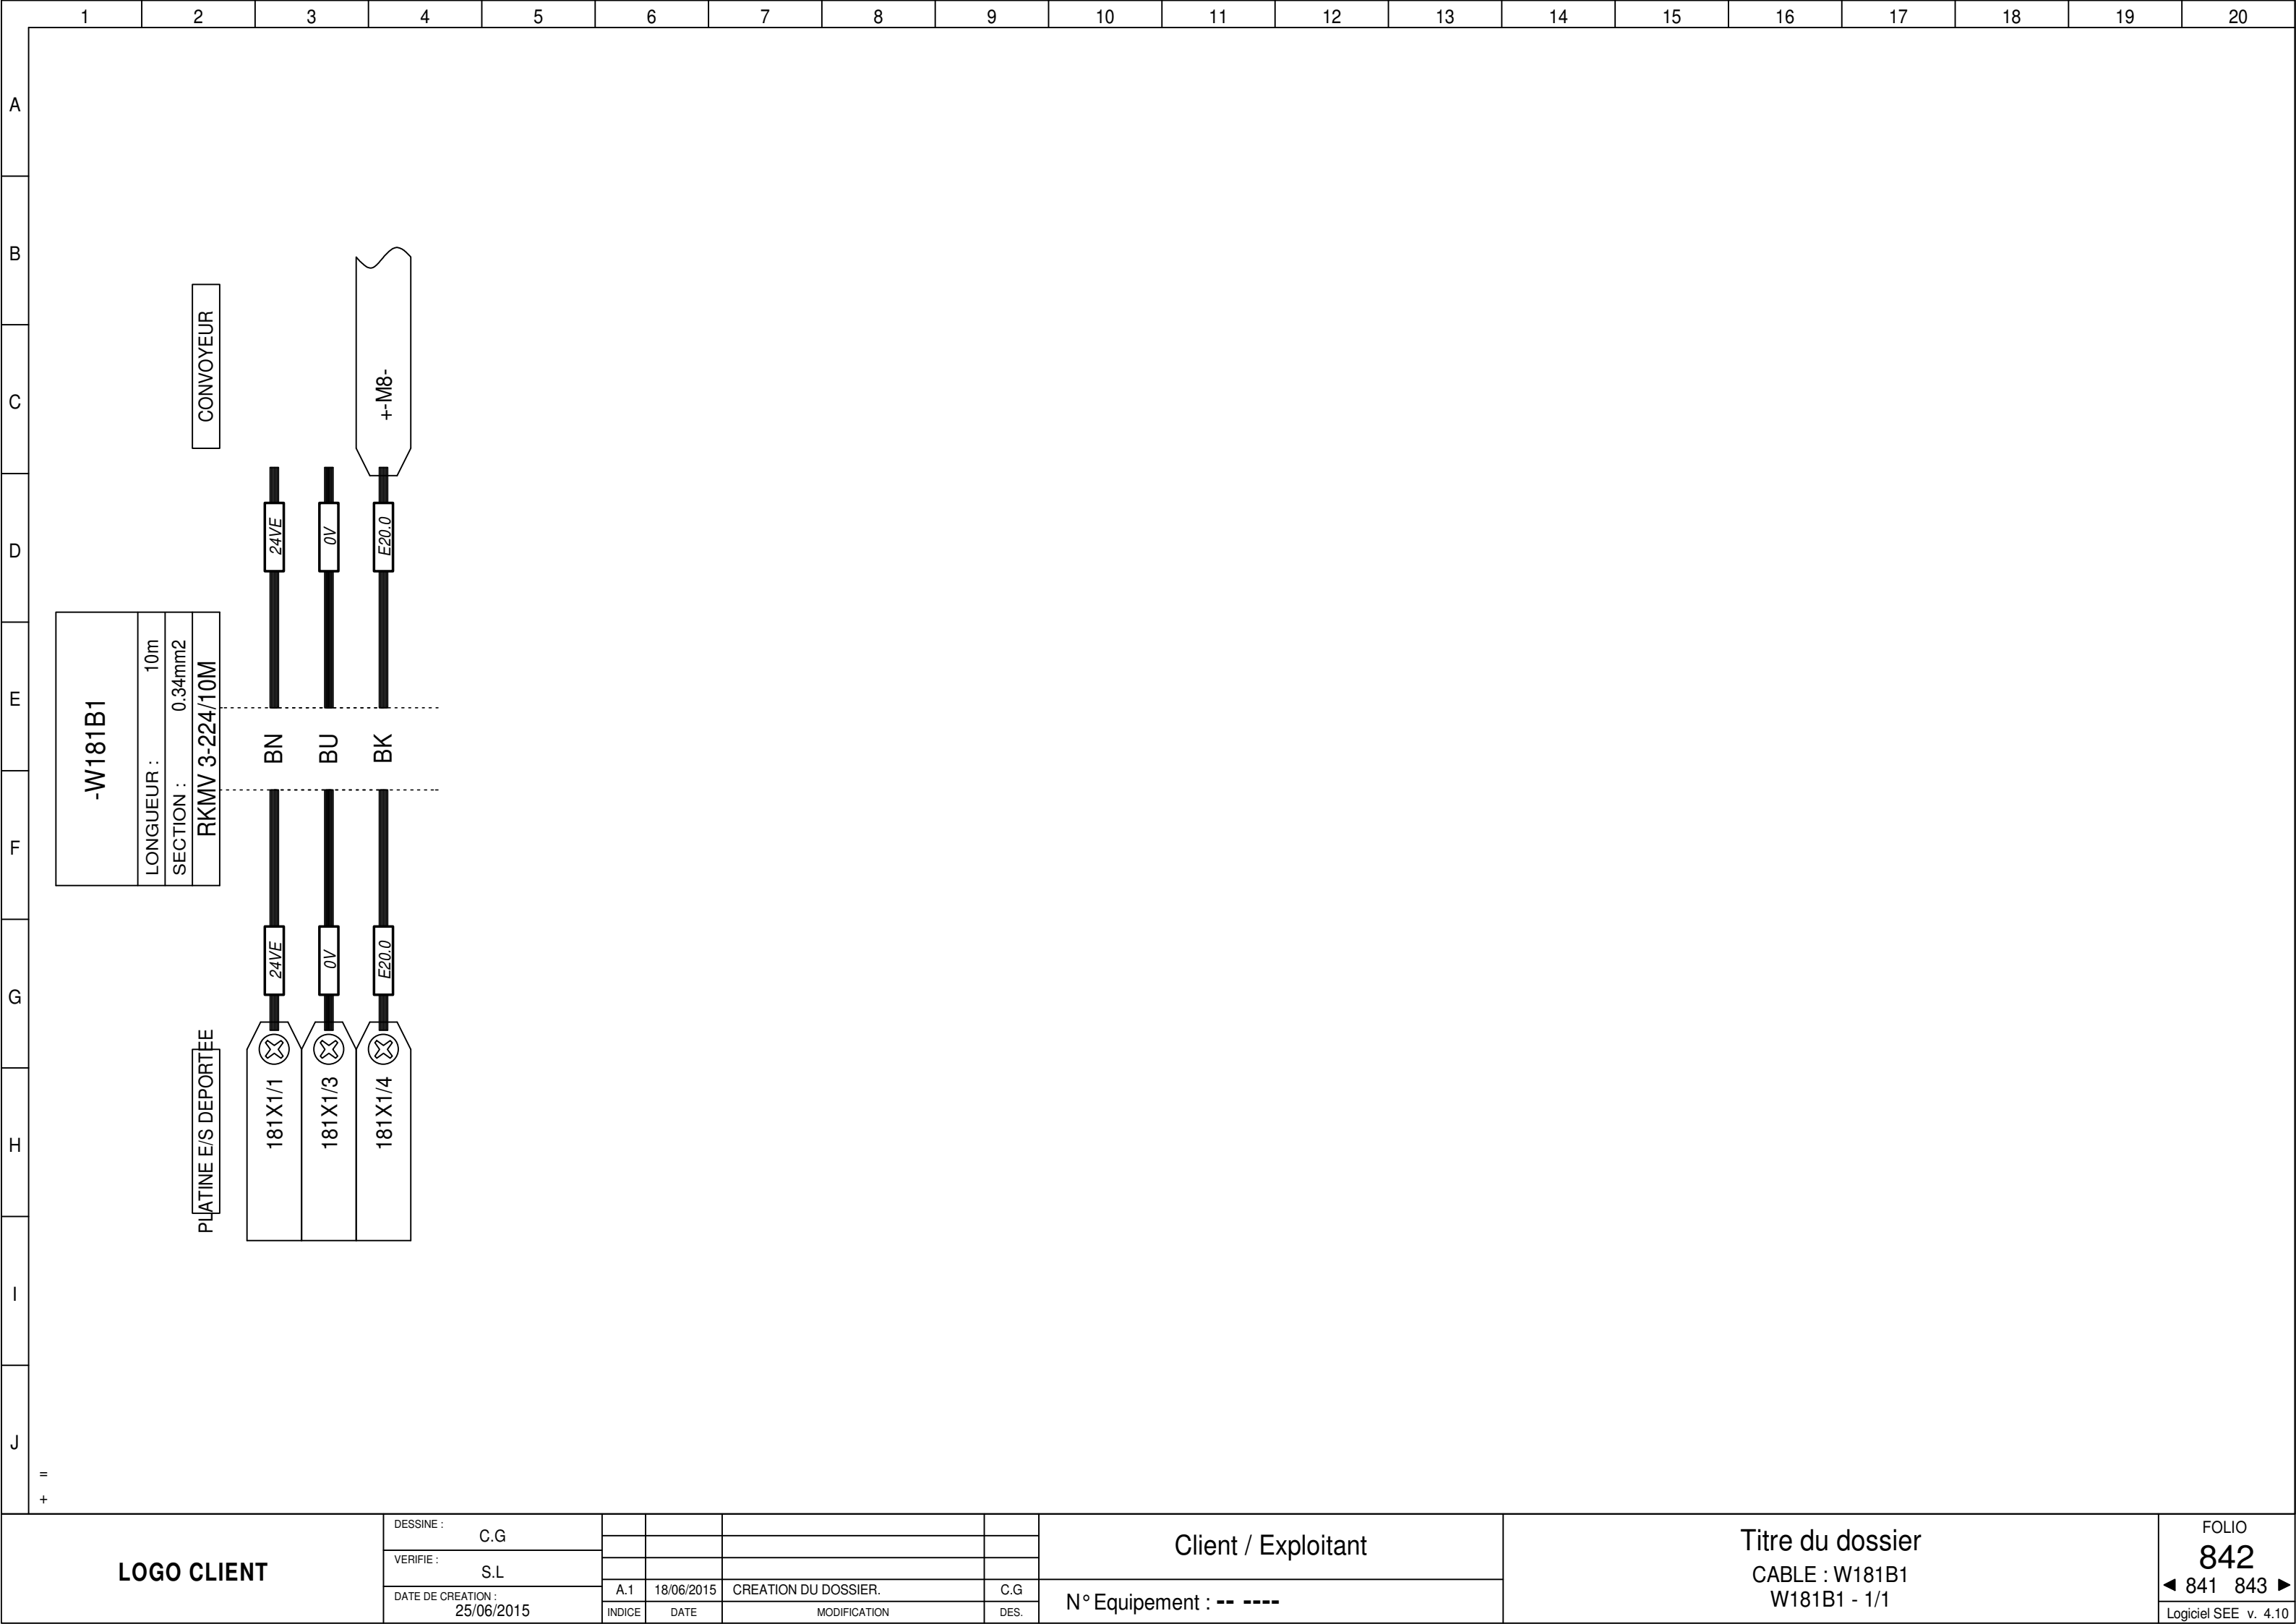 1 2 3 4 5 6 7 8 9 10 11 12 13 14 15 16 17 18 19 20
A
B
C
D
E
F
G
H
I
J
CONVOYEUR
+-M8-
24VE
0V
E20.0
-W181B1
LONGUEUR : 10m
SECTION : 0.34mm2
RKMV 3-224/10M
BN
BU
BK
24VE
0V
E20.0
PLATINE E/S DEPORTEE
181X1/1
181X1/3
181X1/4
=
+
LOGO CLIENT
DESSINE :
C.G
VERIFIE :
S.L
DATE DE CREATION :
25/06/2015
A.1 18/06/2015 CREATION DU DOSSIER. C.G
INDICE DATE MODIFICATION DES.
Client / Exploitant
N° Equipement : -- ----
Titre du dossier
CABLE : W181B1
W181B1 - 1/1
FOLIO
842
◄ 841 843 ►
Logiciel SEE v. 4.10